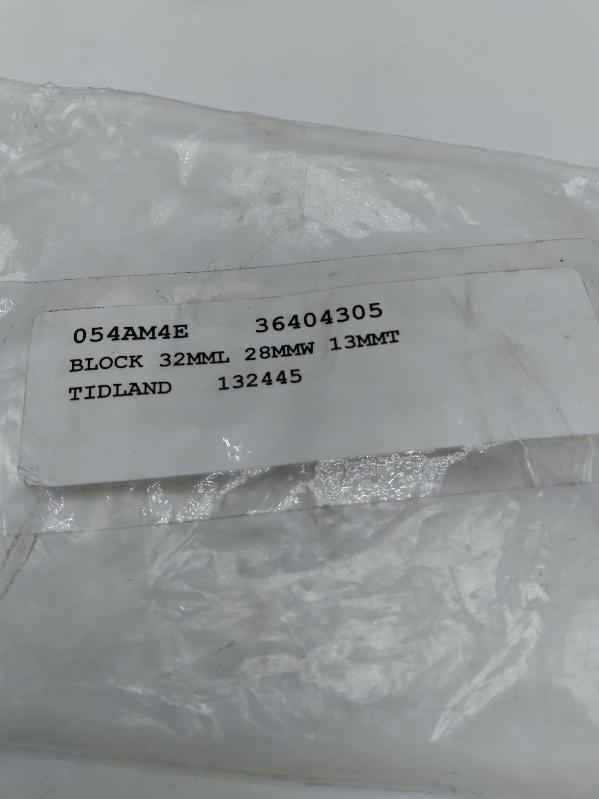 054AM4E 36404305
BLOCK 32MML 28MMW 13MMT
TIDLAND 132445